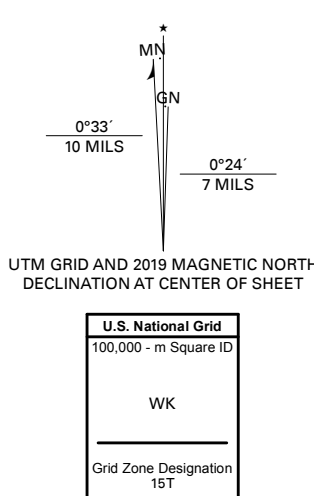 ★
MN
GN
0°33´
10 MILS
0°24´
7 MILS
UTM GRID AND 2019 MAGNETIC NORTH
DECLINATION AT CENTER OF SHEET
U.S. National Grid
100,000 - m Square ID
WK
Grid Zone Designation
15T